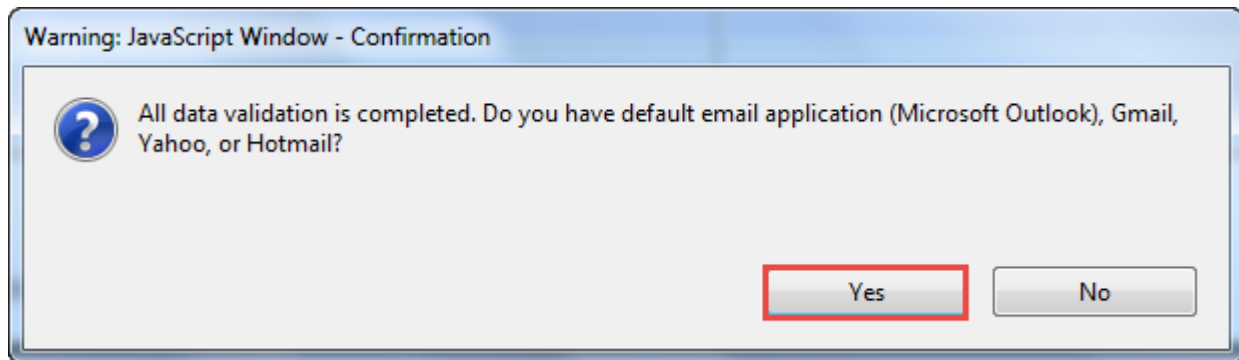 Warning: JavaScript Window - Confirmation
All data validation is completed. Do you have default email application (Microsoft Outlook), Gmail,
Yahoo, or Hotmail?
Yes No